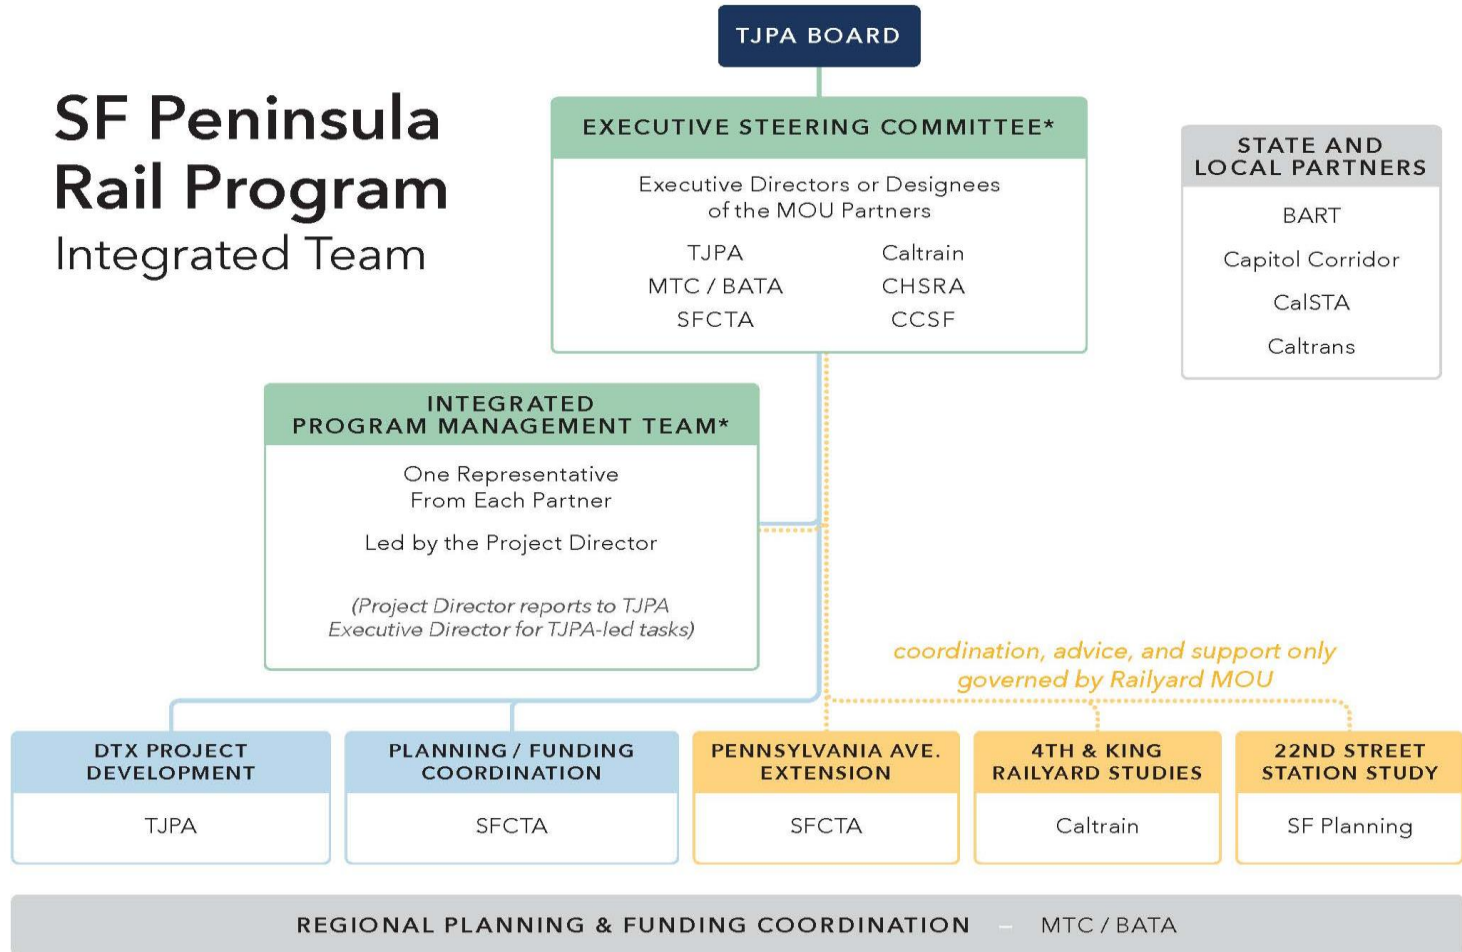 TJPA BOARD
SF Peninsula
Rail Program
Integrated Team
EXECUTIVE STEERING COMMITTEE*
Executive Directors or Designees
of the MOU Partners
TJPA
MTC / BATA
SFCTA
Caltrain
CHSRA
CCSF
STATE AND
LOCAL PARTNERS
BART
Capitol Corridor
CalSTA
Caltrans
INTEGRATED
PROGRAM MANAGEMENT TEAM*
One Representative
From Each Partner
Led by the Project Director
(Project Director reports to TJPA
Executive Director for TJPA-led tasks)
coordination, advice, and support only
governed by Railyard MOU
DTX PROJECT
DEVELOPMENT
TJPA
PLANNING / FUNDING
COORDINATION
SFCTA
PENNSYLVANIA AVE.
EXTENSION
SFCTA
4TH & KING
RAILYARD STUDIES
Caltrain
22ND STREET
STATION STUDY
SF Planning
REGIONAL PLANNING & FUNDING COORDINATION – MTC / BATA